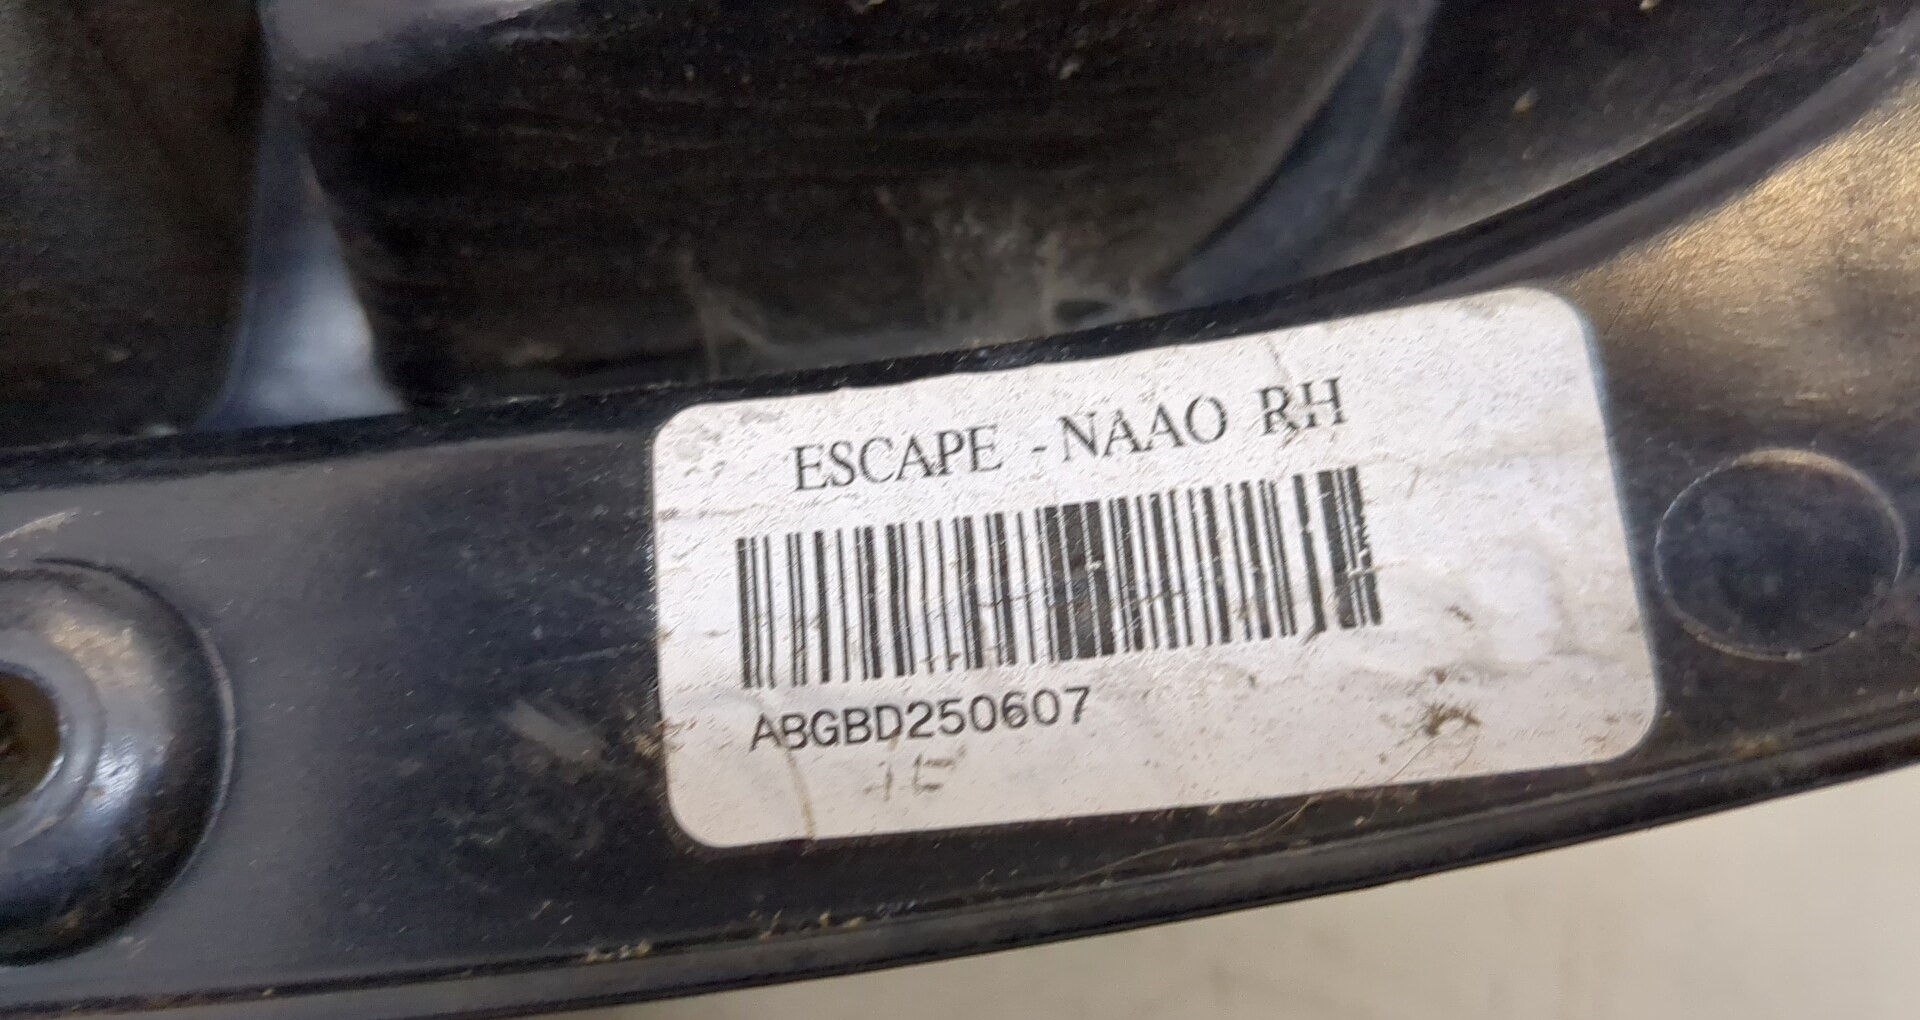 ESCAPE - NAAO RH
ABGBD250607